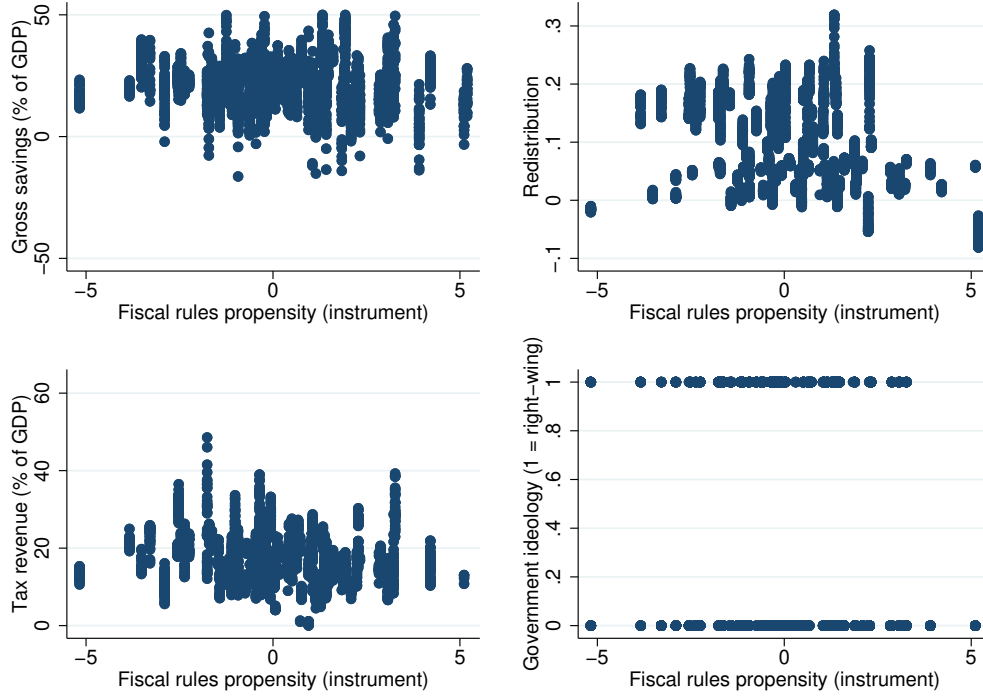 Gross savings (% of GDP)
50
0
−50
−5 0 5
Fiscal rules propensity (instrument)
Redistribution
.3
.2
.1
0
−.1
−5 0 5
Fiscal rules propensity (instrument)
Tax revenue (% of GDP)
60
40
20
0
−5 0 5
Fiscal rules propensity (instrument)
Government ideology (1 = right−wing)
1
.8
.6
.4
.2
0
−5 0 5
Fiscal rules propensity (instrument)